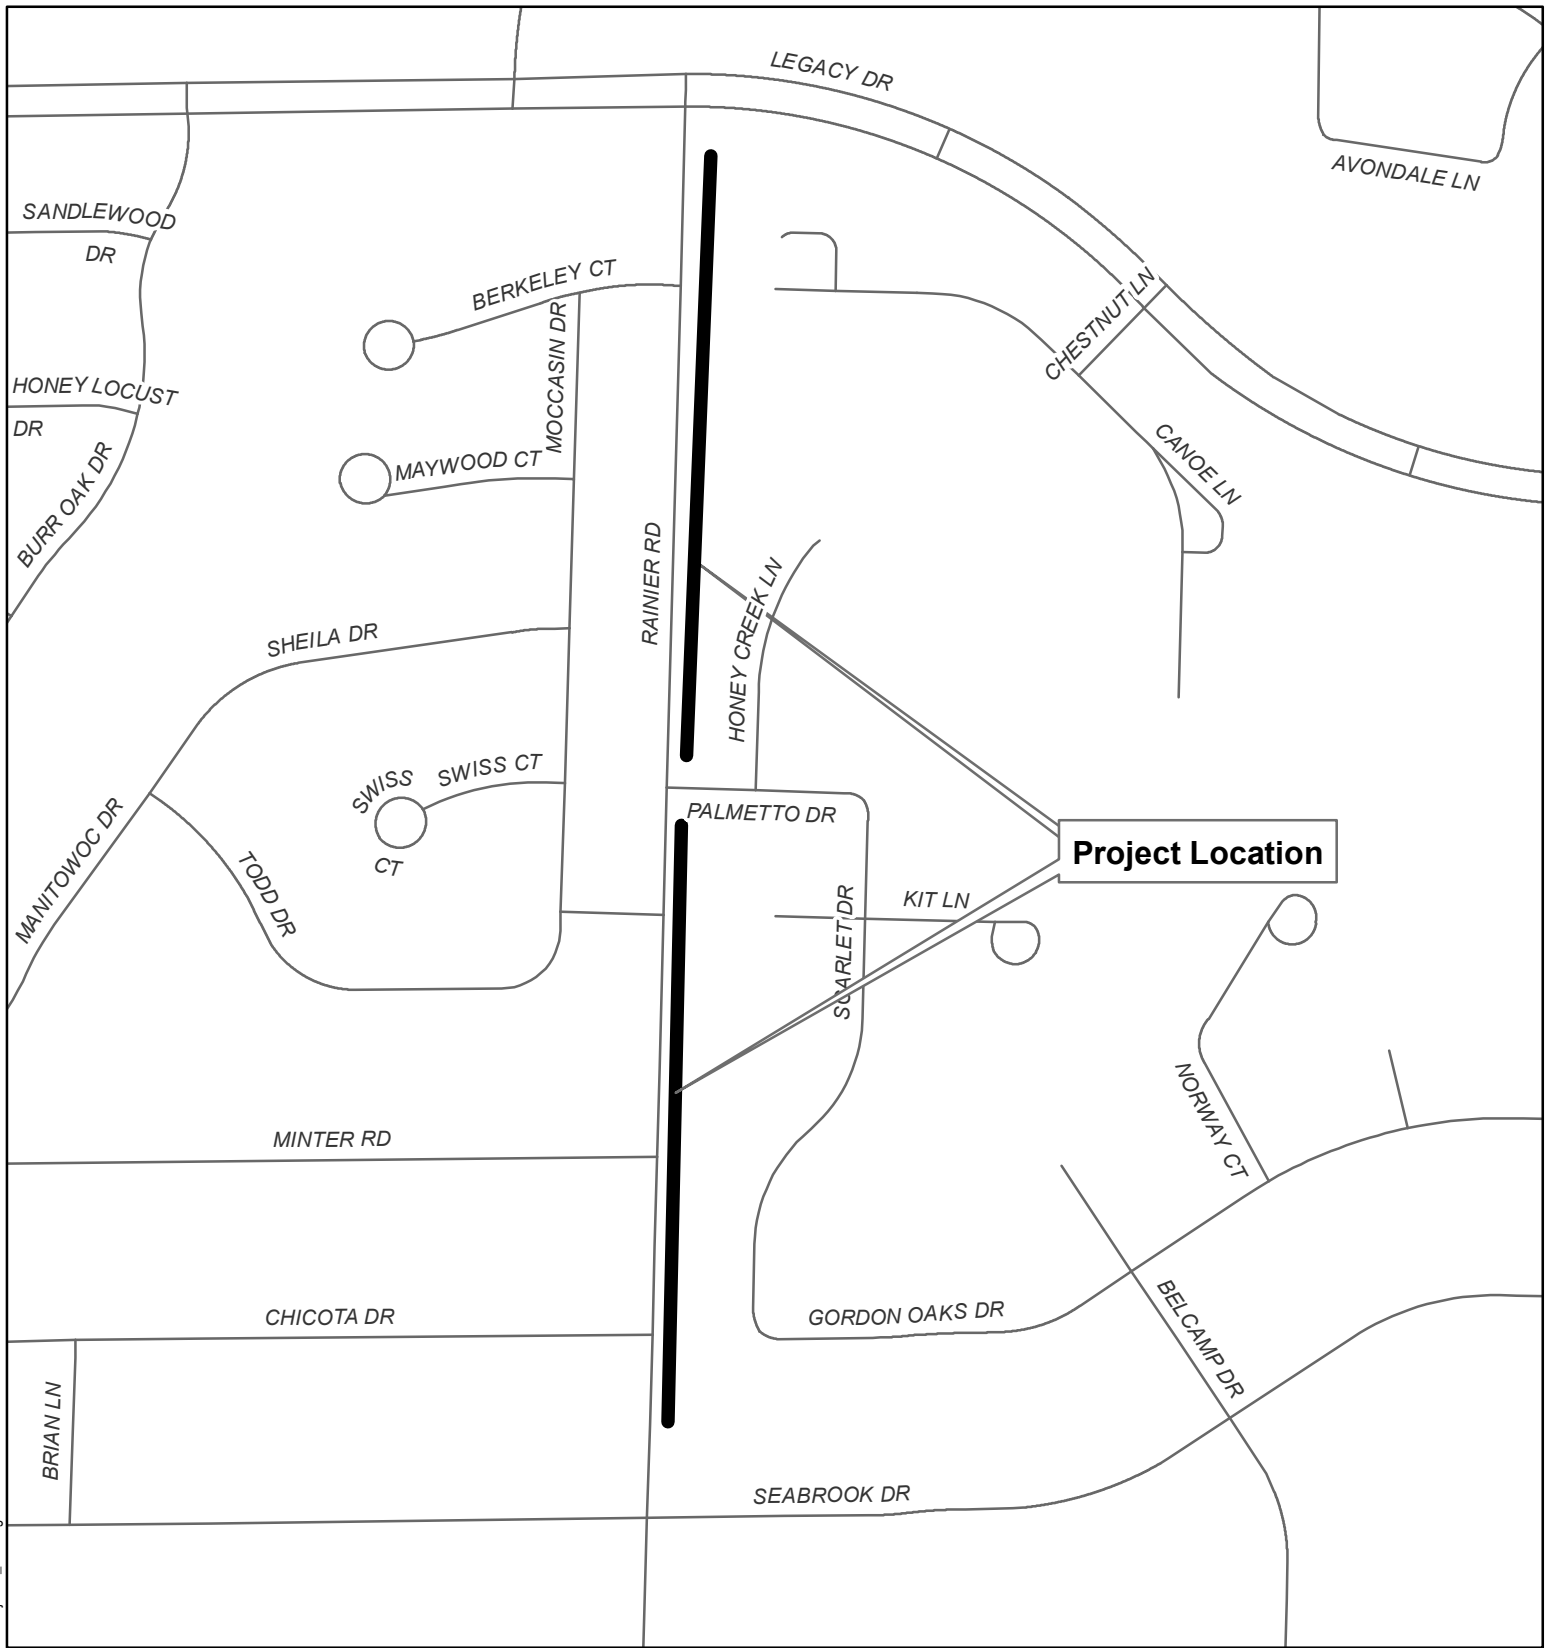 LEGACY DR
AVONDALE LN
SANDLEWOOD
DR
BERKELEY CT
MOCCASIN DR
CHESTNUT LN
HONEY LOCUST
DR
BURR OAK DR
MAYWOOD CT
CANOE LN
RAINIER RD
HONEY CREEK LN
SHEILA DR
SWISS CT
SWISS
CT
PALMETTO DR
MANITOWOC DR
TODD DR
Project Location
SCARLET DR
KIT LN
NORWAY CT
MINTER RD
CHICOTA DR
GORDON OAKS DR
BELCAMP DR
BRIAN LN
SEABROOK DR